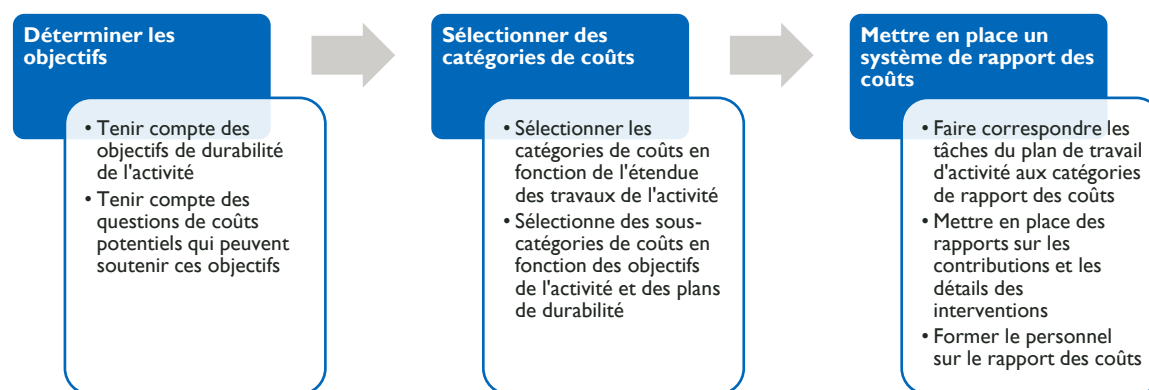 Déterminer les
objectifs
• Tenir compte des
objectifs de durabilité
de l'activité
• Tenir compte des
questions de coûts
potentiels qui peuvent
soutenir ces objectifs
Sélectionner des
catégories de coûts
• Sélectionner les
catégories de coûts en
fonction de l'étendue
des travaux de l'activité
• Sélectionne des sous-
catégories de coûts en
fonction des objectifs
de l'activité et des plans
de durabilité
Mettre en place un
système de rapport des
coûts
• Faire correspondre les
tâches du plan de travail
d'activité aux catégories
de rapport des coûts
• Mettre en place des
rapports sur les
contributions et les
détails des
interventions
• Former le personnel
sur le rapport des coûts